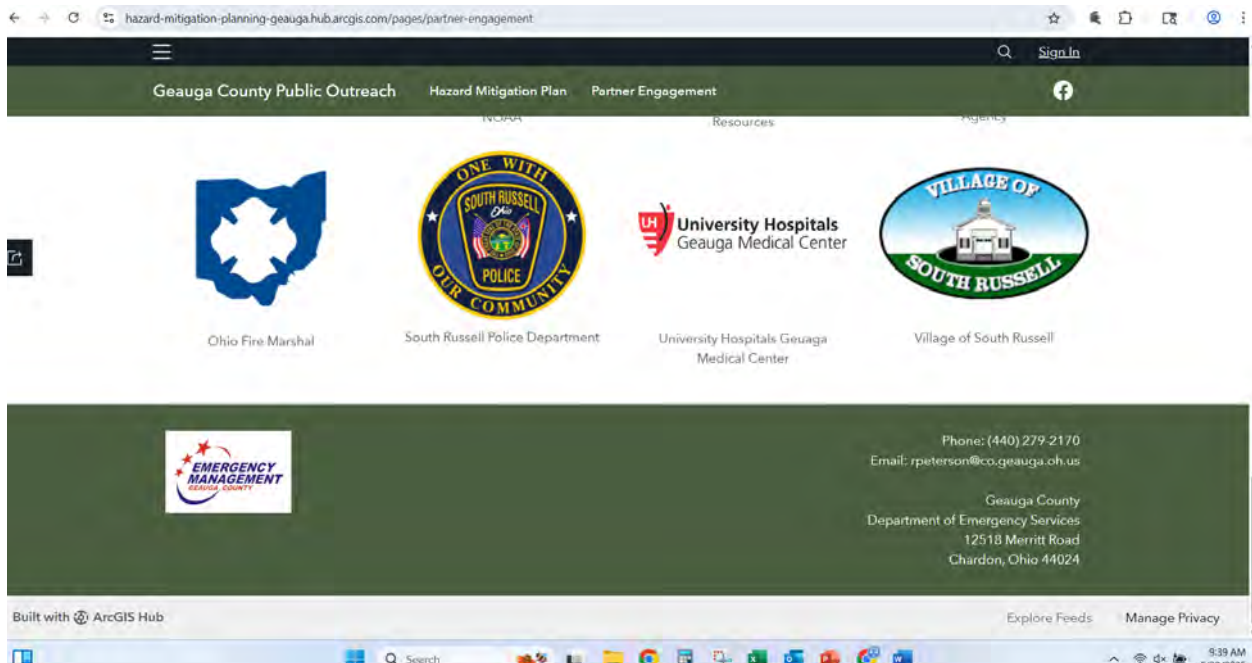 hazard-mitigation-planning-geauga.hub.arcgis.com/pages/partner-engagement
Sign In
Geauga County Public Outreach Hazard Mitigation Plan Partner Engagement
NOAA Resources Agency
ONE WITH
OUR COMMUNITY
SOUTH RUSSELL
Ohio
POLICE
UH University Hospitals
Geauga Medical Center
VILLAGE OF
SOUTH RUSSELL
Ohio Fire Marshal
South Russell Police Department
University Hospitals Geuaga
Medical Center
Village of South Russell
EMERGENCY
MANAGEMENT
GEAUGA COUNTY
Phone: (440) 279-2170
Email: rpeterson@co.geauga.oh.us
Geauga County
Department of Emergency Services
12518 Merritt Road
Chardon, Ohio 44024
Built with ArcGIS Hub
Explore Feeds Manage Privacy
Search
9:39 AM